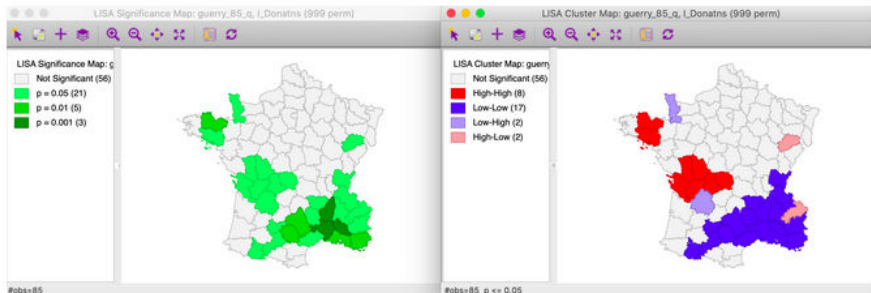 LISA Significance Map: guerry_85_q, I_Donatns (999 perm)
LISA Significance Map: g
Not Significant (56)
p = 0.05 (21)
p = 0.01 (5)
p = 0.001 (3)
#obs=85
LISA Cluster Map: guerry_85_q, I_Donatns (999 perm)
LISA Cluster Map: guerry
Not Significant (56)
High-High (8)
Low-Low (17)
Low-High (2)
High-Low (2)
#obs=85 p <= 0.05